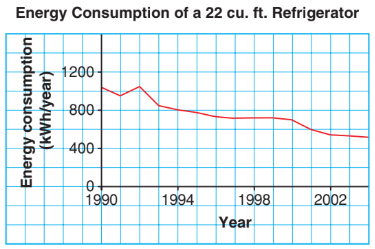 Energy Consumption of a 22 cu. ft. Refrigerator
Energy consumption
(kWh/year)
1200
800
400
0
1990 1994 1998 2002
Year